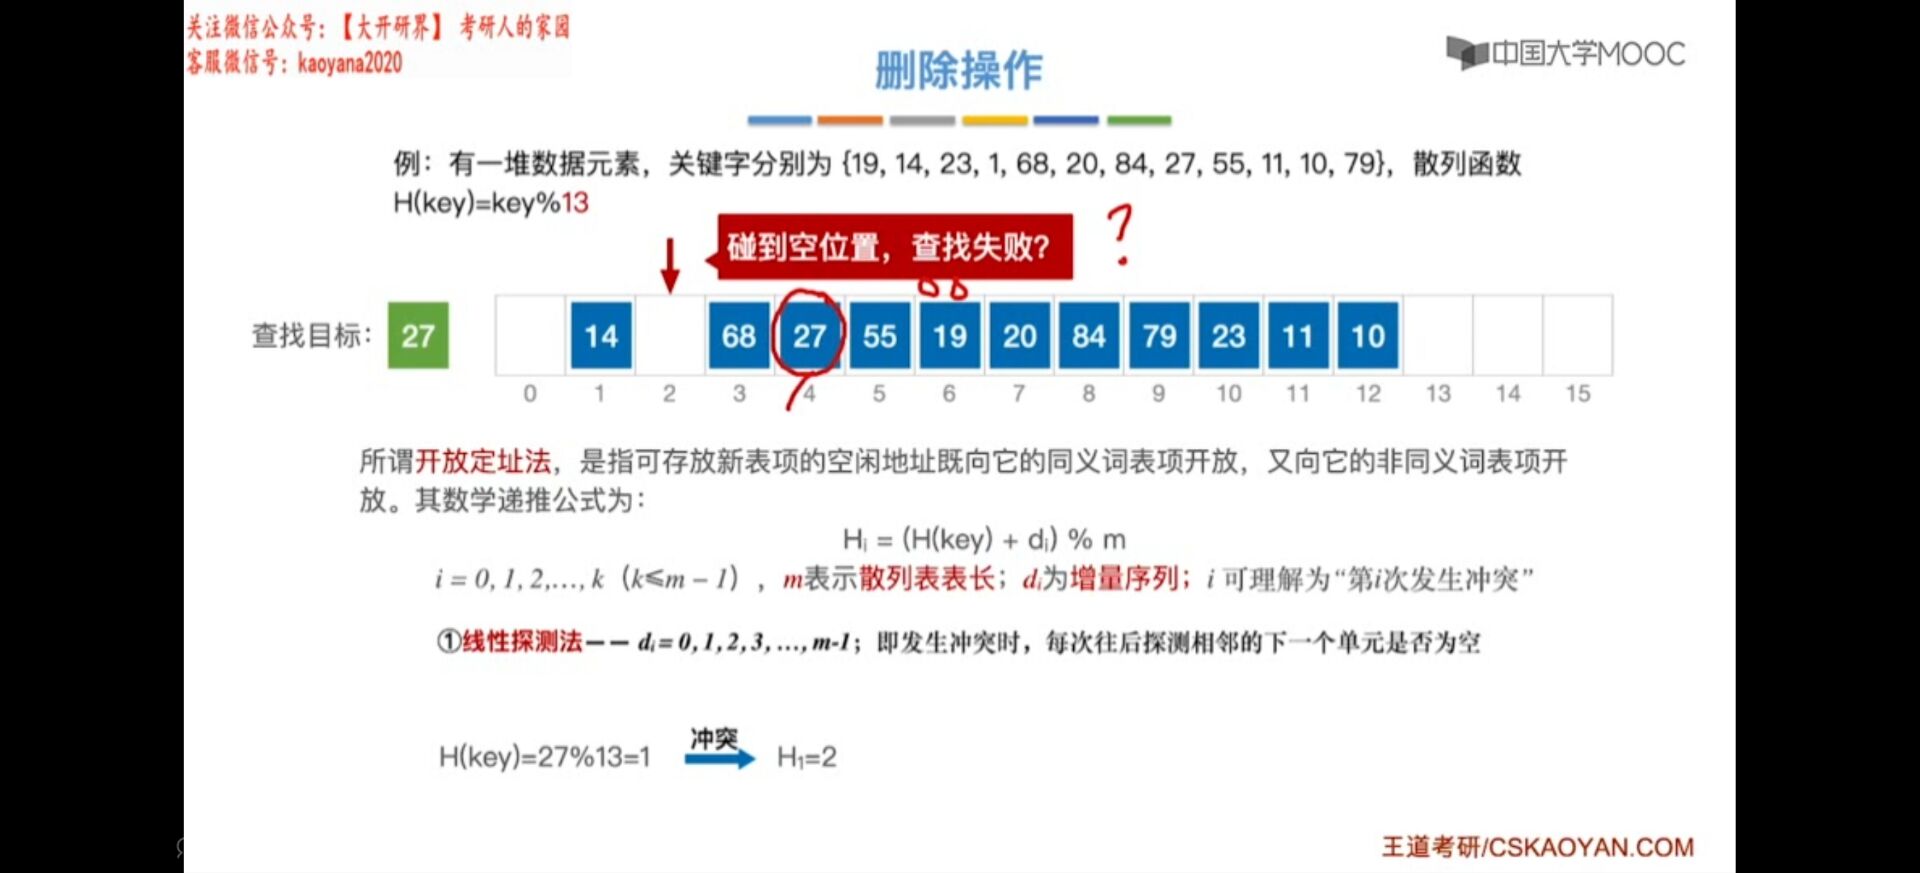 关注微信公众号：【大开研界】 考研人的家园
客服微信号：kaoyana2020
中国大学MOOC
删除操作
例：有一堆数据元素，关键字分别为 {19, 14, 23, 1, 68, 20, 84, 27, 55, 11, 10, 79}，散列函数
H(key)=key%13
碰到空位置，查找失败？
?
查找目标： 27 14 68 27 55 19 20 84 79 23 11 10
0 1 2 3 4 5 6 7 8 9 10 11 12 13 14 15
所谓开放定址法，是指可存放新表项的空闲地址既向它的同义词表项开放，又向它的非同义词表项开
放。其数学递推公式为：
Hᵢ = (H(key) + dᵢ) % m
i = 0, 1, 2,…, k（k≤m – 1），m表示散列表表长；dᵢ为增量序列；i 可理解为“第i次发生冲突”
①线性探测法—— dᵢ = 0, 1, 2, 3, …, m-1；即发生冲突时，每次往后探测相邻的下一个单元是否为空
冲突
H(key)=27%13=1 H₁=2
王道考研/CSKAOYAN.COM